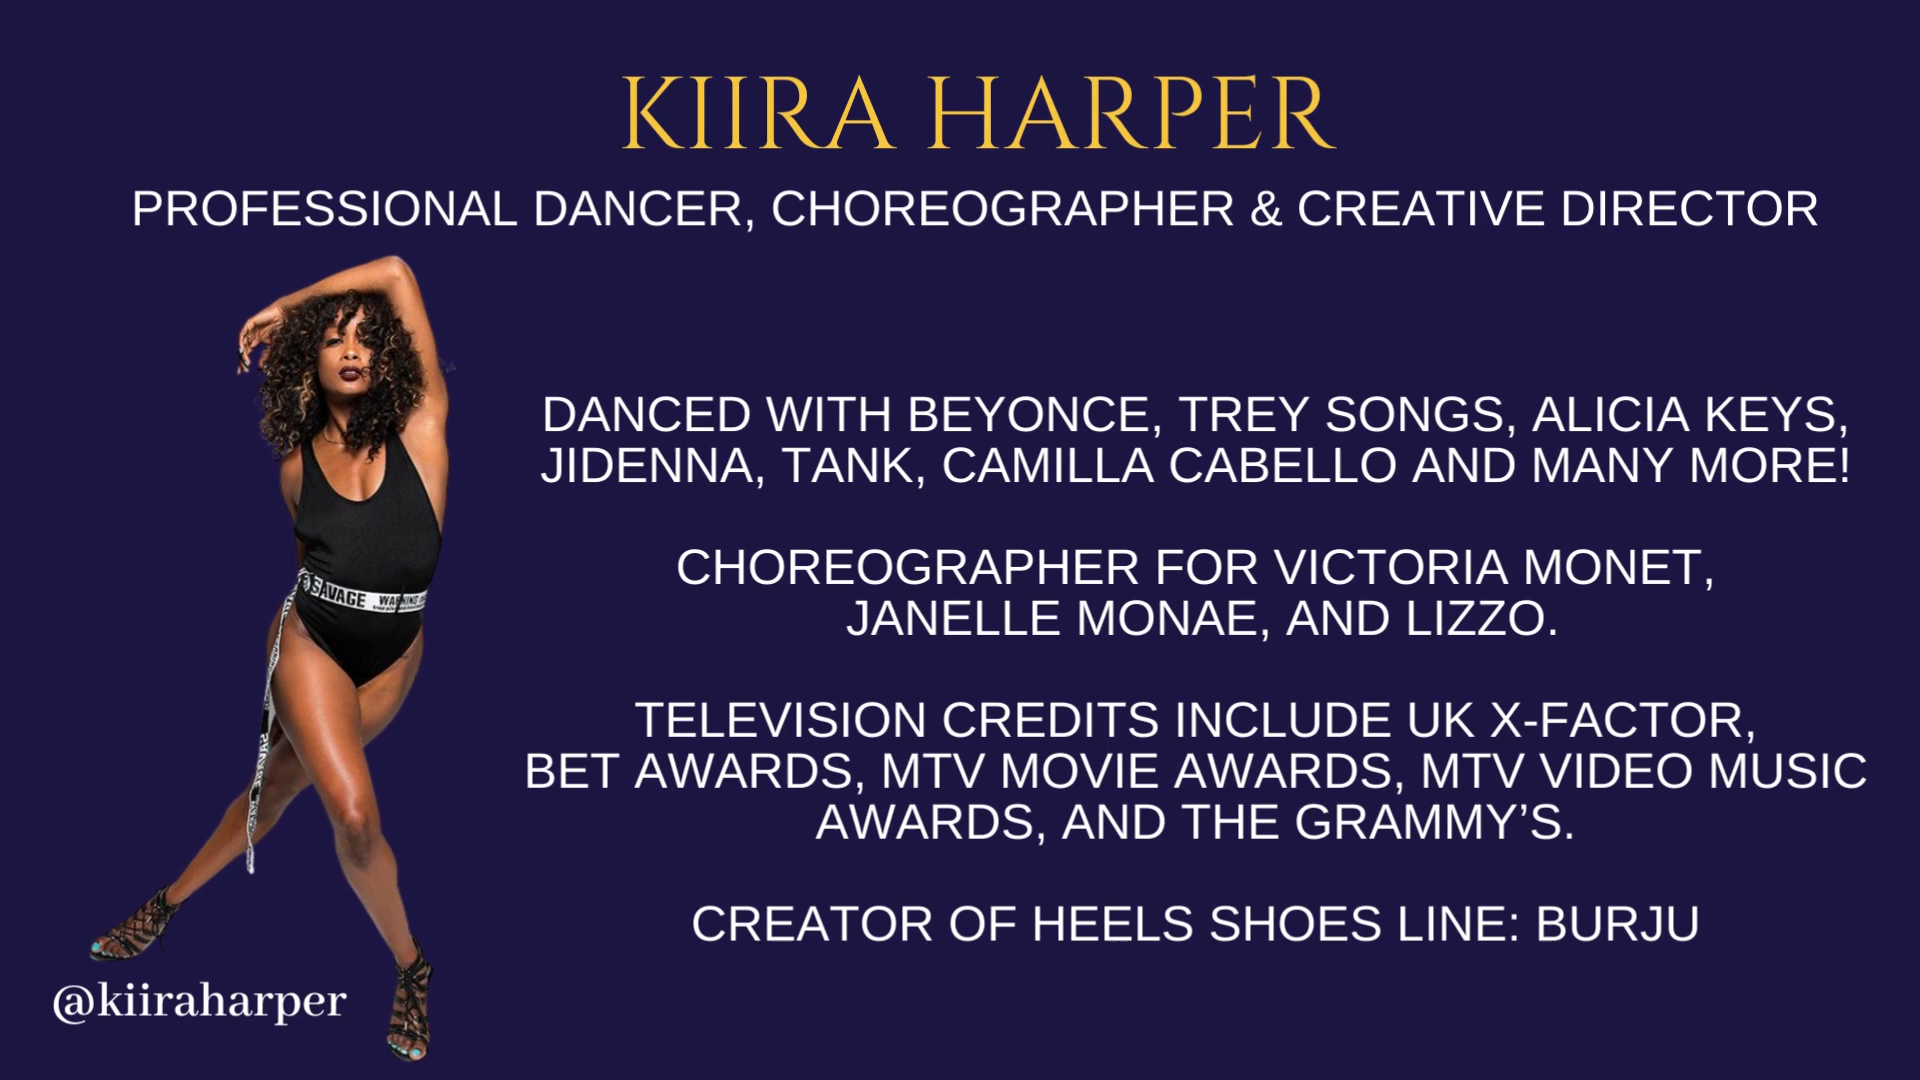 KIIRA HARPER
PROFESSIONAL DANCER, CHOREOGRAPHER & CREATIVE DIRECTOR
DANCED WITH BEYONCE, TREY SONGS, ALICIA KEYS,
JIDENNA, TANK, CAMILLA CABELLO AND MANY MORE!
CHOREOGRAPHER FOR VICTORIA MONET,
JANELLE MONAE, AND LIZZO.
TELEVISION CREDITS INCLUDE UK X-FACTOR,
BET AWARDS, MTV MOVIE AWARDS, MTV VIDEO MUSIC
AWARDS, AND THE GRAMMY’S.
CREATOR OF HEELS SHOES LINE: BURJU
SAVAGE WARNING
@kiiraharper